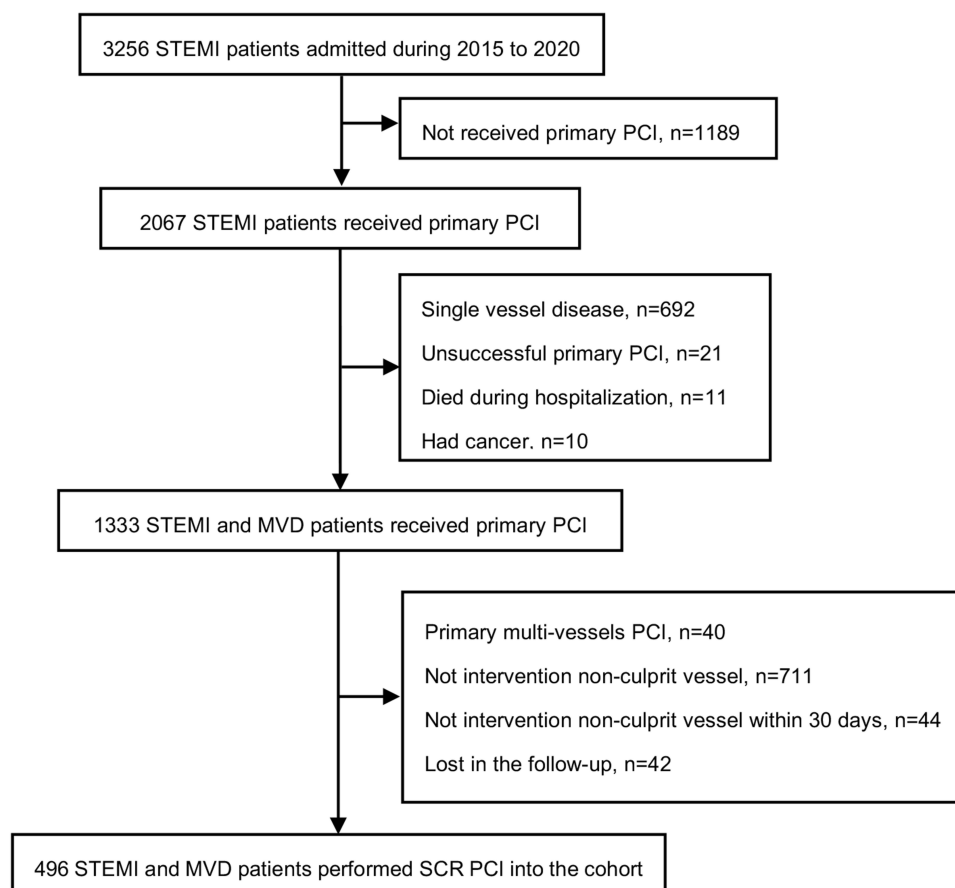 3256 STEMI patients admitted during 2015 to 2020
Not received primary PCI, n=1189
2067 STEMI patients received primary PCI
Single vessel disease, n=692
Unsuccessful primary PCI, n=21
Died during hospitalization, n=11
Had cancer, n=10
1333 STEMI and MVD patients received primary PCI
Primary multi-vessels PCI, n=40
Not intervention non-culprit vessel, n=711
Not intervention non-culprit vessel within 30 days, n=44
Lost in the follow-up, n=42
496 STEMI and MVD patients performed SCR PCI into the cohort